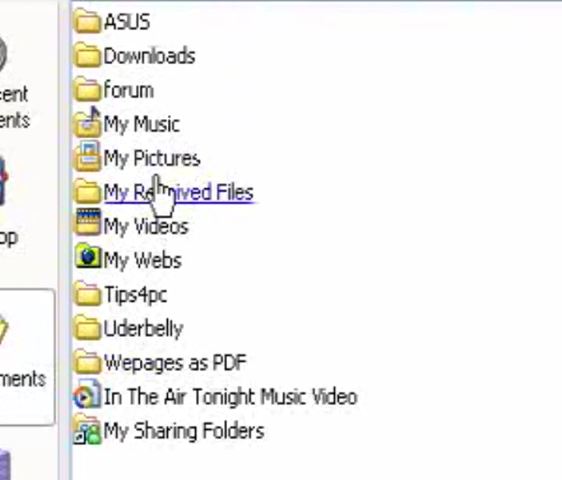 ASUS
Downloads
forum
My Music
My Pictures
My Received Files
My Videos
My Webs
Tips4pc
Uderbelly
Wepages as PDF
In The Air Tonight Music Video
My Sharing Folders
cent
ents
op
ments